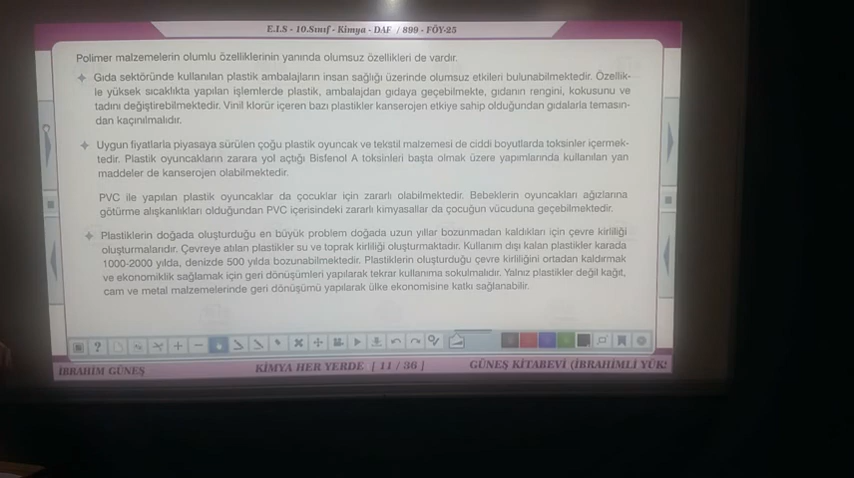 E.I.S - 10.Sınıf - Kimya - DAF / 899 - FÖY-25
Polimer malzemelerin olumlu özelliklerinin yanında olumsuz özellikleri de vardır.
Gıda sektöründe kullanılan plastik ambalajların insan sağlığı üzerinde olumsuz etkileri bulunabilmektedir. Özellik-
le yüksek sıcaklıkta yapılan işlemlerde plastik, ambalajdan gıdaya geçebilmekte, gıdanın rengini, kokusunu ve
tadını değiştirebilmektedir. Vinil klorür içeren bazı plastikler kanserojen etkiye sahip olduğundan gıdalarla temasın-
dan kaçınılmalıdır.
Uygun fiyatlarla piyasaya sürülen çoğu plastik oyuncak ve tekstil malzemesi de ciddi boyutlarda toksinler içermek-
tedir. Plastik oyuncakların zarara yol açtığı Bisfenol A toksinleri başta olmak üzere yapımlarında kullanılan yan
maddeler de kanserojen olabilmektedir.
PVC ile yapılan plastik oyuncaklar da çocuklar için zararlı olabilmektedir. Bebeklerin oyuncakları ağızlarına
götürme alışkanlıkları olduğundan PVC içerisindeki zararlı kimyasallar da çocuğun vücuduna geçebilmektedir.
Plastiklerin doğada oluşturduğu en büyük problem doğada uzun yıllar bozunmadan kaldıkları için çevre kirliliği
oluşturmalarıdır. Çevreye atılan plastikler su ve toprak kirliliği oluşturmaktadır. Kullanım dışı kalan plastikler karada
1000-2000 yılda, denizde 500 yılda bozunabilmektedir. Plastiklerin oluşturduğu çevre kirliliğini ortadan kaldırmak
ve ekonomiklik sağlamak için geri dönüşümleri yapılarak tekrar kullanıma sokulmalıdır. Yalnız plastikler değil kağıt,
cam ve metal malzemelerinde geri dönüşümü yapılarak ülke ekonomisine katkı sağlanabilir.
İBRAHİM GÜNEŞ KİMYA HER YERDE [ 11 / 36 ] GÜNEŞ KİTAREVİ (İBRAHİMLİ YÜK: